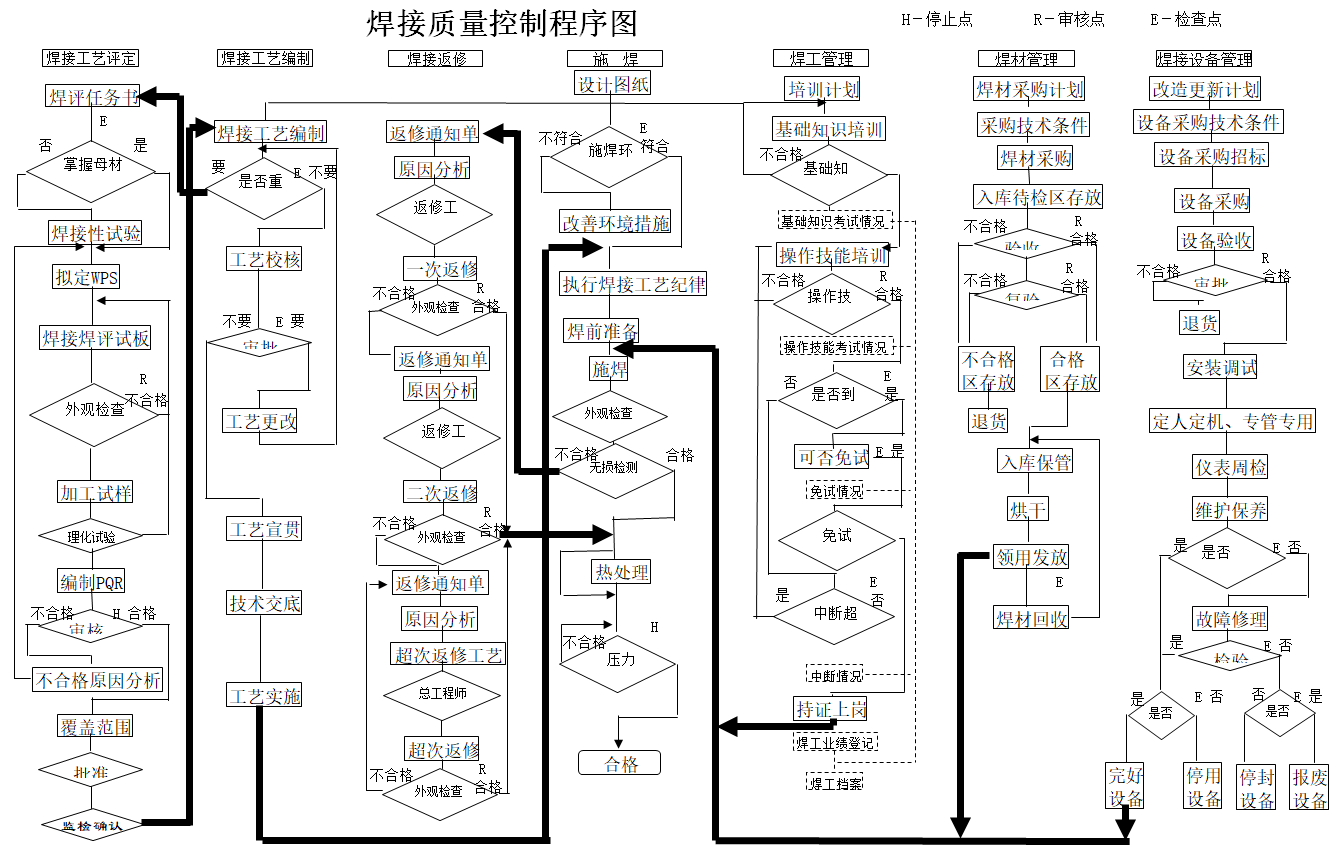 焊接质量控制程序图
H－停止点
R－审核点
E－检查点
焊接工艺评定
焊评任务书
E
否
是
掌握母材
焊接性试验
拟定WPS
焊接焊评试板
R
不合格
外观检查
加工试样
理化试验
编制PQR
不合格
H 合格
审核
不合格原因分析
覆盖范围
批准
监检确认
焊接工艺编制
焊接工艺编制
要
E 不要
是否重
工艺校核
不要
E 要
审批
工艺更改
工艺宣贯
技术交底
工艺实施
焊接返修
返修通知单
原因分析
返修工
一次返修
不合格
R
合格
外观检查
返修通知单
原因分析
返修工
二次返修
不合格
R
合格
外观检查
返修通知单
原因分析
超次返修工艺
总工程师
超次返修
不合格
R
合格
外观检查
施 焊
设计图纸
不符合
E
符合
施焊环
改善环境措施
执行焊接工艺纪律
焊前准备
施焊
外观检查
不合格
合格
无损检测
热处理
H
不合格
压力
合格
焊工管理
培训计划
基础知识培训
不合格
基础知
基础知识考试情况
操作技能培训
不合格
R
合格
操作技
操作技能考试情况
否
E
是
是否到
可否免试
E 是
免试情况
免试
是
E
否
中断超
中断情况
持证上岗
焊工业绩登记
焊工档案
焊材管理
焊材采购计划
采购技术条件
焊材采购
入库待检区存放
不合格
R
合格
验收
不合格
R
合格
复验
不合格
区存放
合格
区存放
退货
入库保管
烘干
领用发放
E
焊材回收
焊接设备管理
改造更新计划
设备采购技术条件
设备采购招标
设备采购
设备验收
不合格
R
合格
审批
退货
安装调试
定人定机、专管专用
仪表周检
维护保养
是
E 否
是否
故障修理
是
E 否
检验
是
E 否
是否
否
E 是
是否
完好
设备
停用
设备
停封
设备
报废
设备